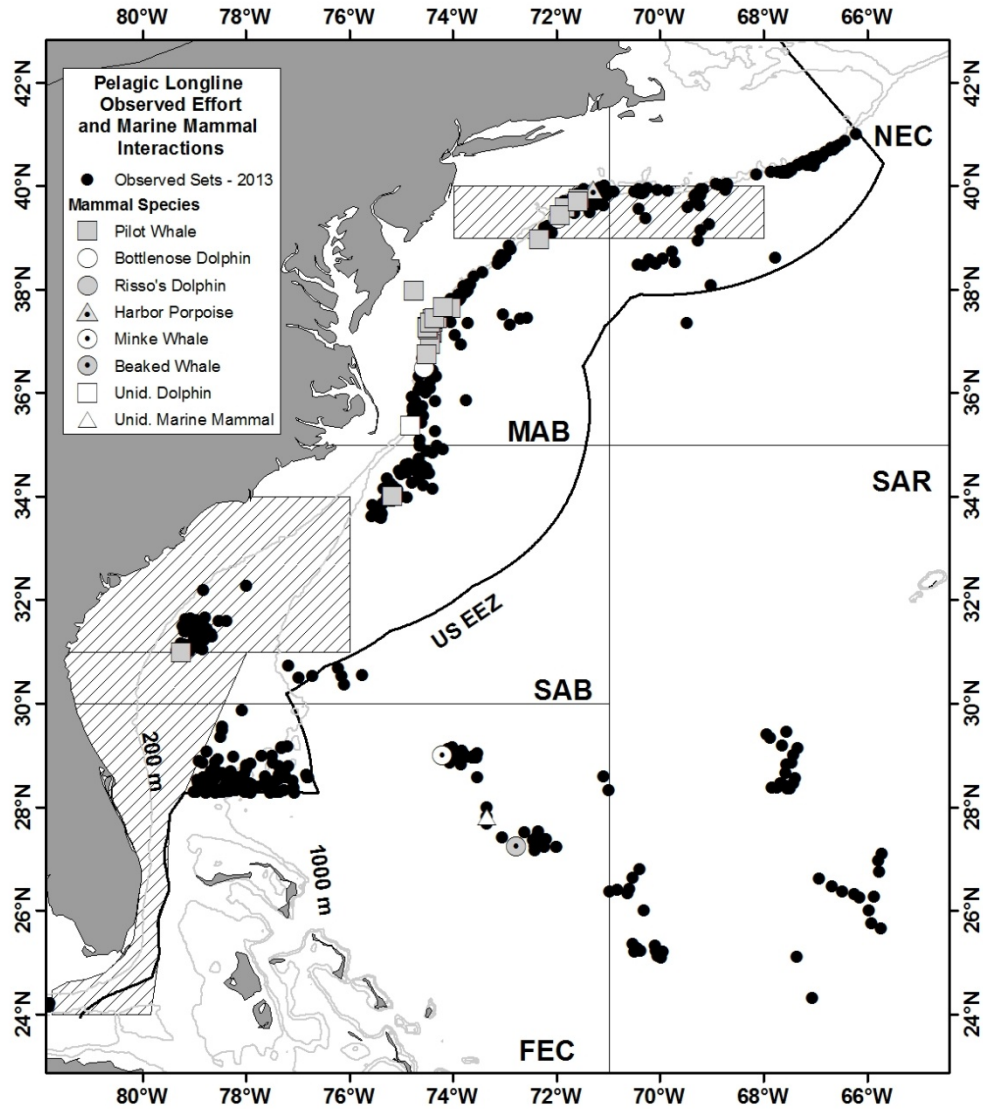 80°W 78°W 76°W 74°W 72°W 70°W 68°W 66°W
Pelagic Longline
Observed Effort
and Marine Mammal
Interactions
Observed Sets - 2013
Mammal Species
Pilot Whale
Bottlenose Dolphin
Risso's Dolphin
Harbor Porpoise
Minke Whale
Beaked Whale
Unid. Dolphin
Unid. Marine Mammal
42°N
40°N
38°N
36°N
34°N
32°N
30°N
28°N
26°N
24°N
NEC
MAB
SAR
US EEZ
SAB
200 m
1000 m
FEC
42°N
40°N
38°N
36°N
34°N
32°N
30°N
28°N
26°N
24°N
80°W 78°W 76°W 74°W 72°W 70°W 68°W 66°W